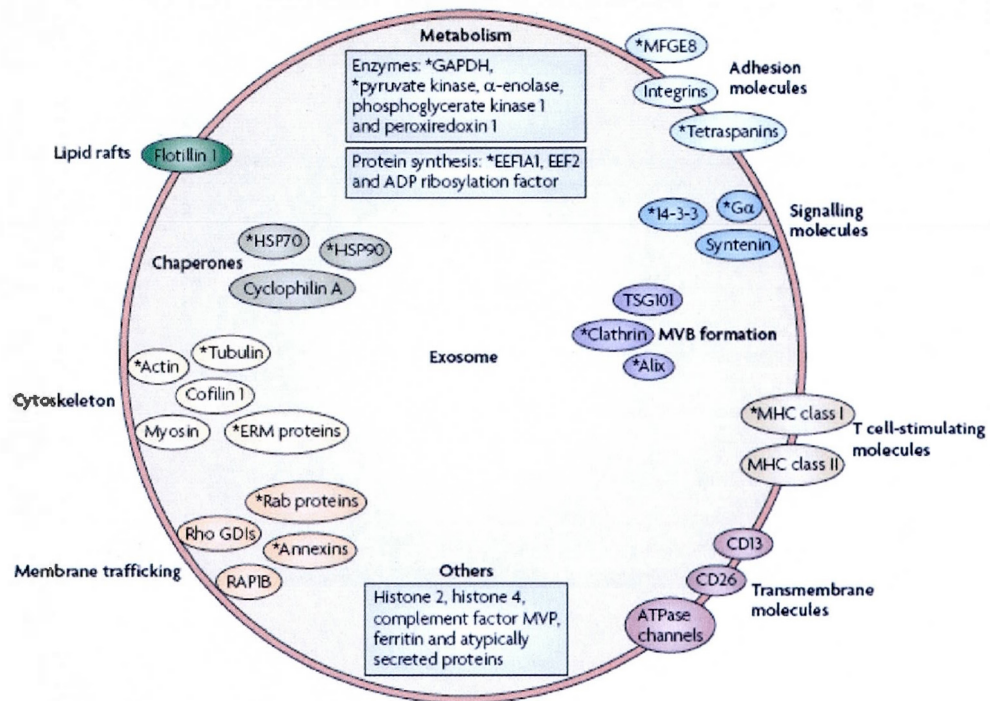 Metabolism
Enzymes: *GAPDH,
*pyruvate kinase, α-enolase,
phosphoglycerate kinase 1
and peroxiredoxin 1
Protein synthesis: *EEF1A1, EEF2
and ADP ribosylation factor
*MFGE8
Integrins
*Tetraspanins
Adhesion
molecules
Lipid rafts
Flotillin 1
*14-3-3
*Gα
Syntenin
Signalling
molecules
*HSP70
*HSP90
Chaperones
Cyclophilin A
TSG101
*Clathrin
MVB formation
*Alix
Exosome
*Tubulin
*Actin
Cofilin 1
Cytoskeleton
Myosin
*ERM proteins
*MHC class I
T cell-stimulating
molecules
MHC class II
*Rab proteins
Rho GDIs
*Annexins
Membrane trafficking
RAP1B
CD13
CD26
Transmembrane
molecules
ATPase
channels
Others
Histone 2, histone 4,
complement factor MVP,
ferritin and atypically
secreted proteins